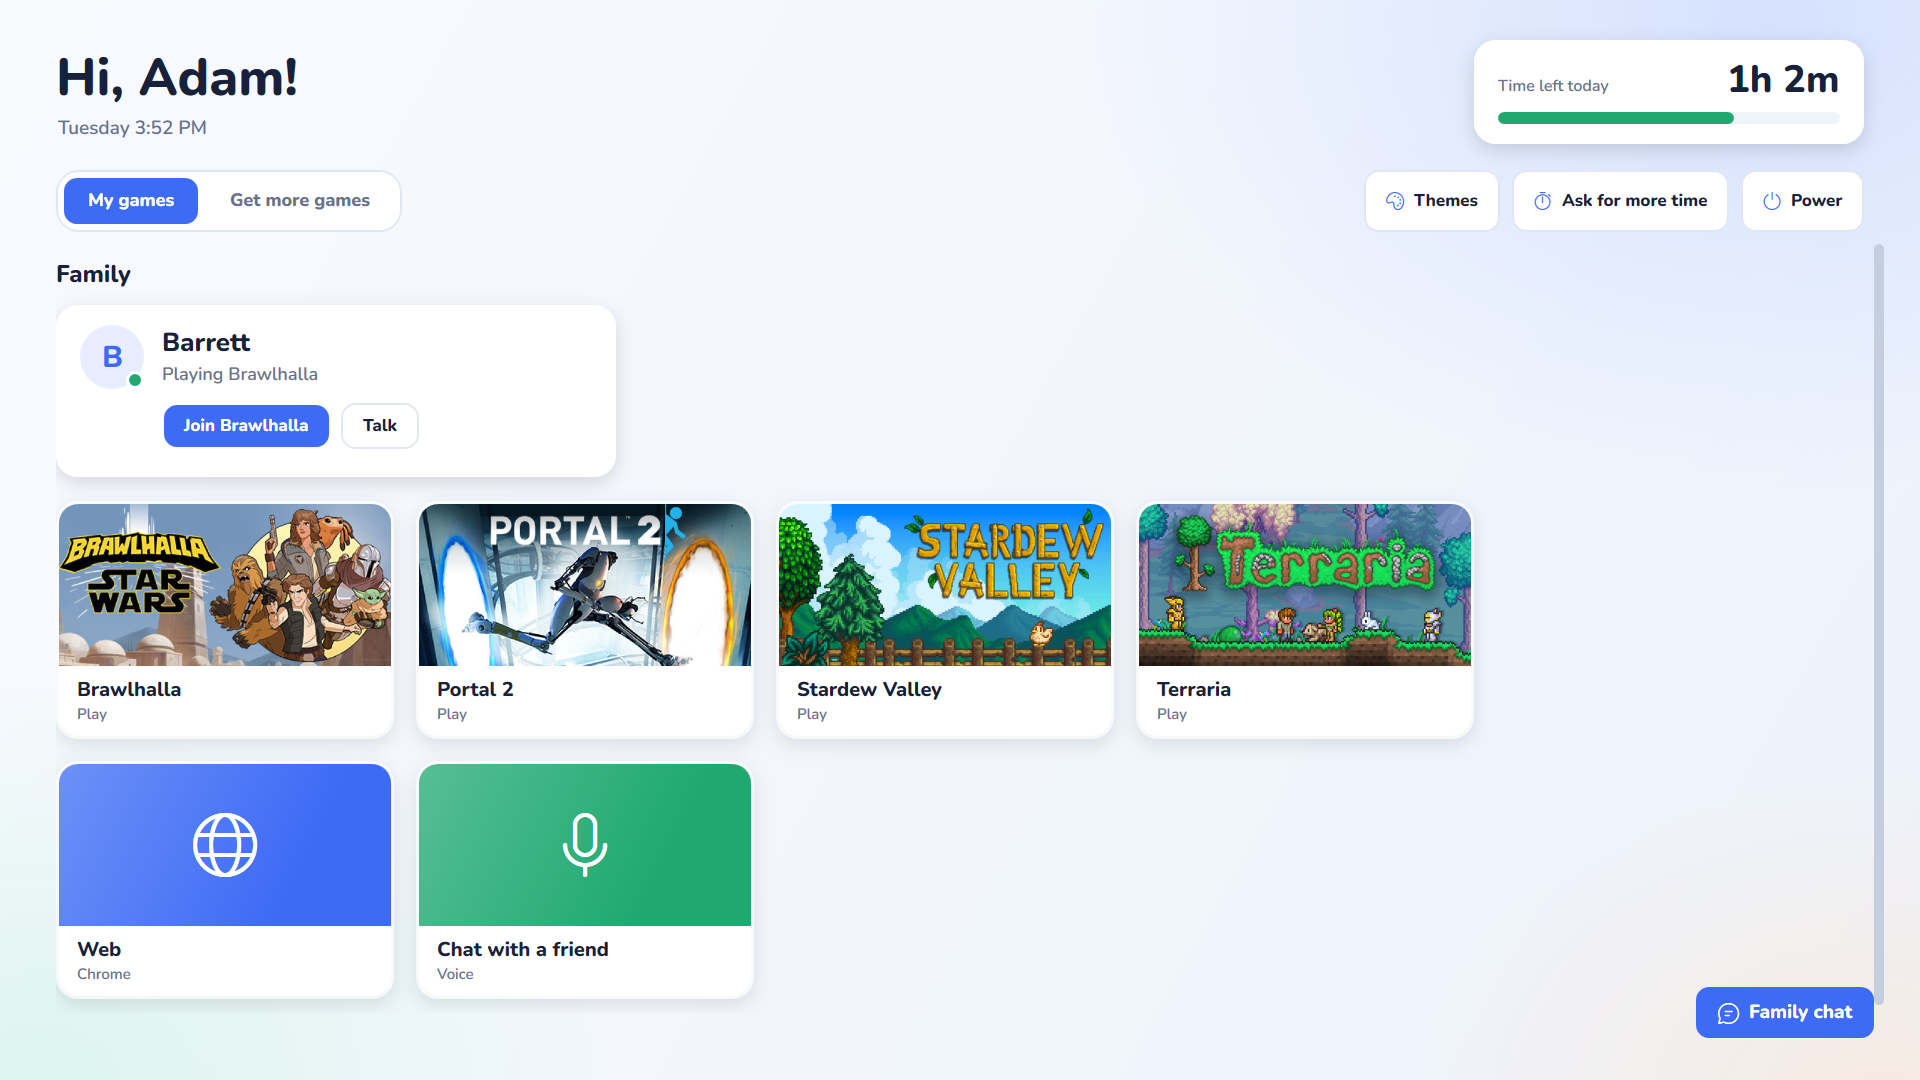 Hi, Adam!
Tuesday 3:52 PM
Time left today
1h 2m
My games
Get more games
Themes
Ask for more time
Power
Family
B
Barrett
Playing Brawlhalla
Join Brawlhalla
Talk
BRAWLHALLA
STAR
WARS
PORTAL 2
STARDEW
VALLEY
Terraria
Brawlhalla
Play
Portal 2
Play
Stardew Valley
Play
Terraria
Play
Web
Chrome
Chat with a friend
Voice
Family chat